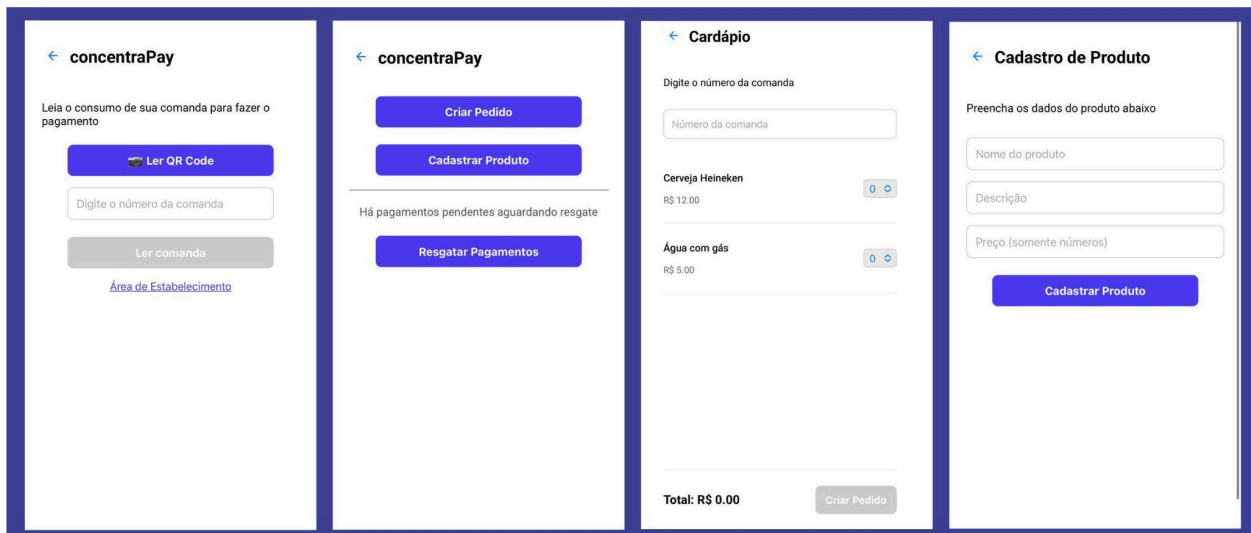 concentraPay
Leia o consumo de sua comanda para fazer o
pagamento
Ler QR Code
Digite o número da comanda
Ler comanda
Área de Estabelecimento
concentraPay
Criar Pedido
Cadastrar Produto
Há pagamentos pendentes aguardando resgate
Resgatar Pagamentos
Cardápio
Digite o número da comanda
Número da comanda
Cerveja Heineken
R$ 12.00
0
Água com gás
R$ 5.00
0
Total: R$ 0.00
Criar Pedido
Cadastro de Produto
Preencha os dados do produto abaixo
Nome do produto
Descrição
Preço (somente números)
Cadastrar Produto